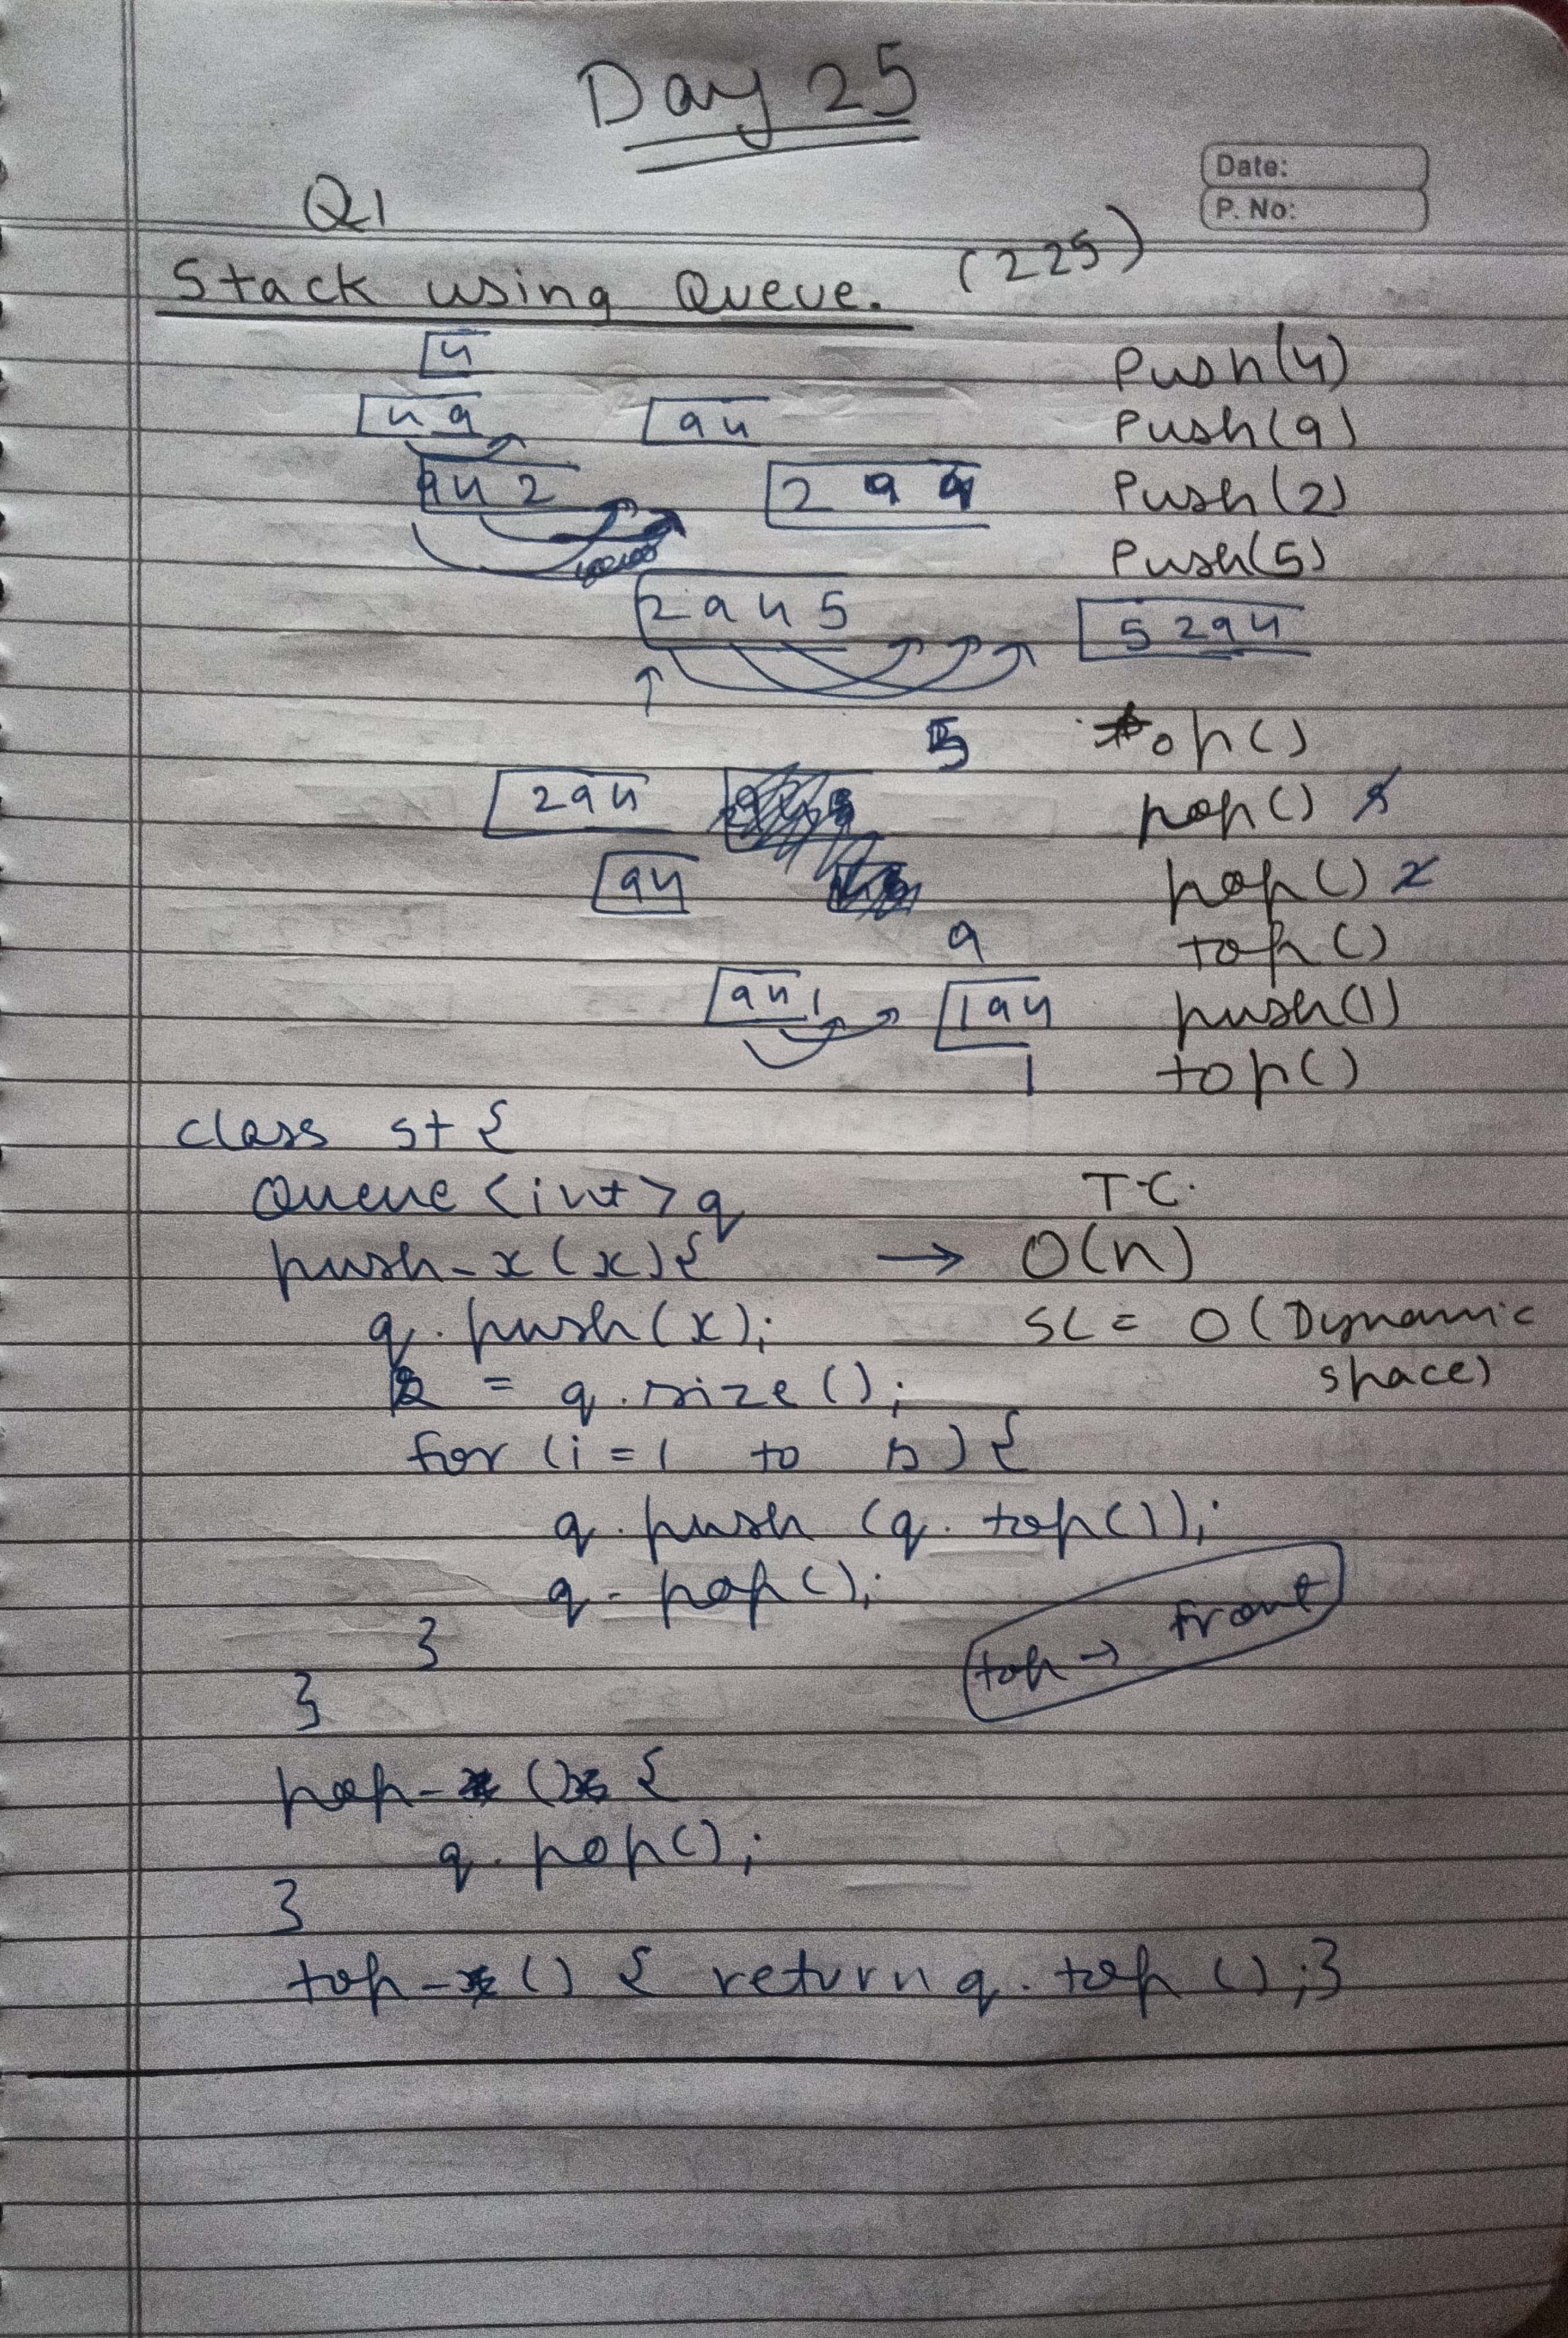 Day 25
Date:
P. No:
Q1
Stack using Queue. (225)
4 Push(4)
4 9 9 4 Push(9)
9 4 2 2 9 4 Push(2)
Push(5)
2 9 4 5 5 2 9 4
5 top()
2 9 4 pop() 5
9 4 pop() 2
9 top()
9 4 1 1 9 4 push(1)
1 top()
class st {
Queue <int> q T.C.
push-x (x) { → O(n)
q. push(x); SC = O(Dynamic
= q. size(); space)
for (i = 1 to s) {
q. push (q. top());
q. pop();
} top → front
}
pop- () {
q. pop();
}
top- () { return q. top (); }